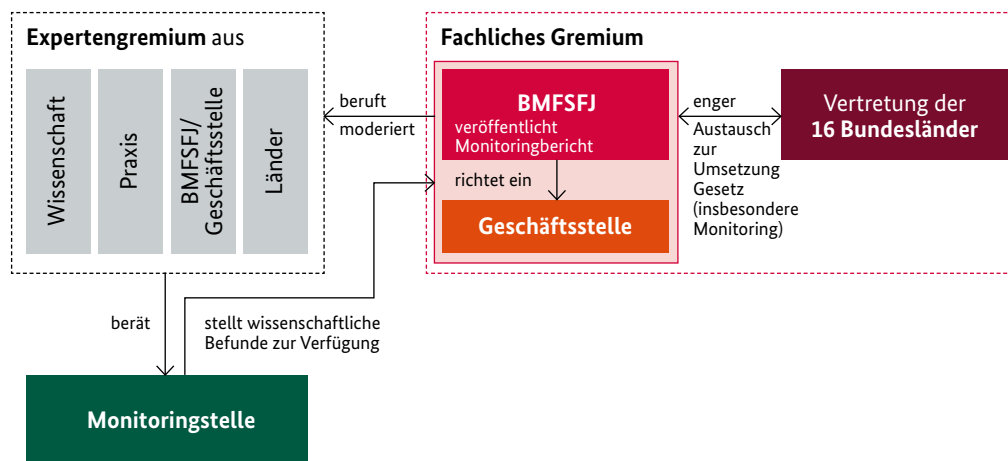 Expertengremium aus
Wissenschaft
Praxis
BMFSFJ/
Geschäftsstelle
Länder
beruft
moderiert
Fachliches Gremium
BMFSFJ
veröffentlicht
Monitoringbericht
richtet ein
Geschäftsstelle
enger
Austausch
zur
Umsetzung
Gesetz
(insbesondere
Monitoring)
Vertretung der
16 Bundesländer
berät
stellt wissenschaftliche
Befunde zur Verfügung
Monitoringstelle